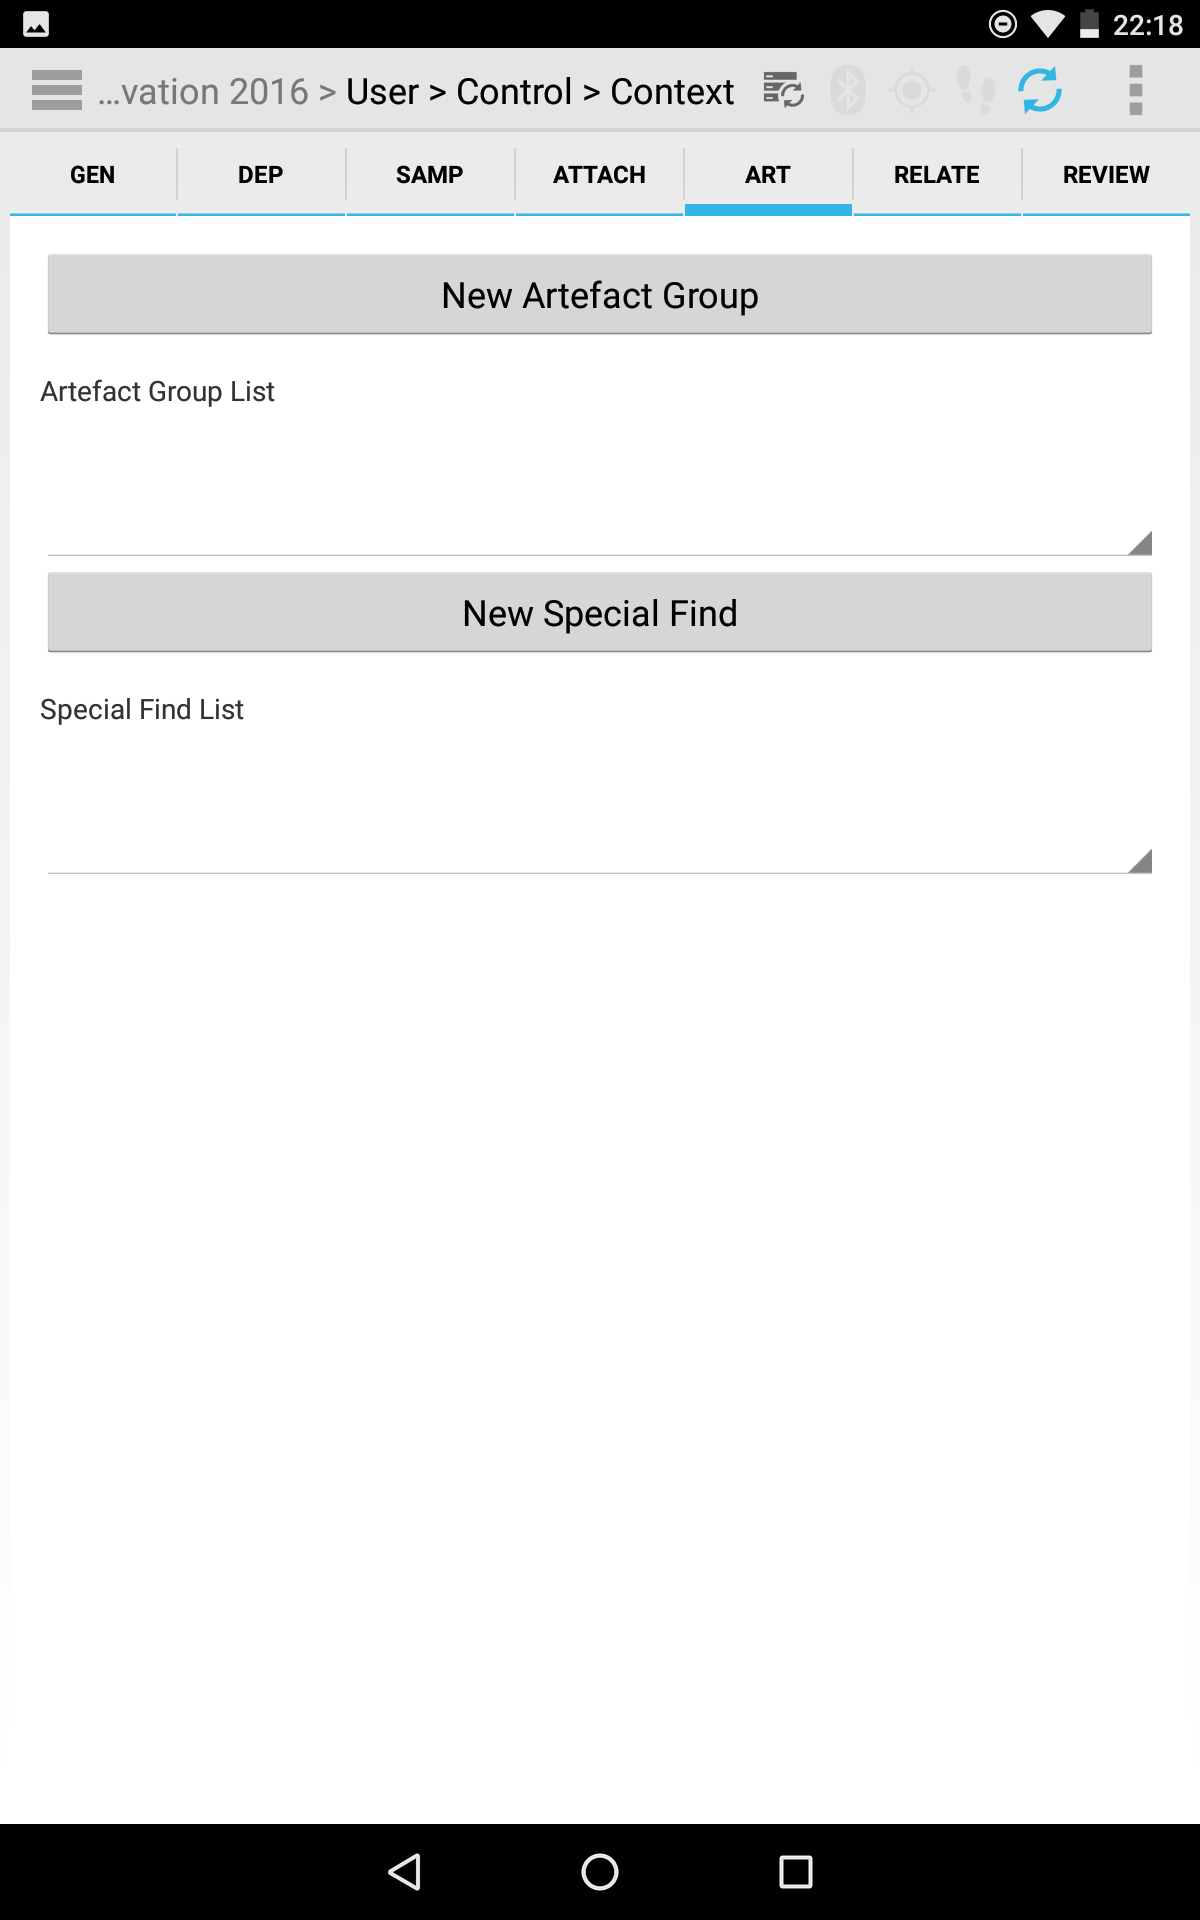 22:18
...vation 2016 > User > Control > Context
GEN DEP SAMP ATTACH ART RELATE REVIEW
New Artefact Group
Artefact Group List
New Special Find
Special Find List